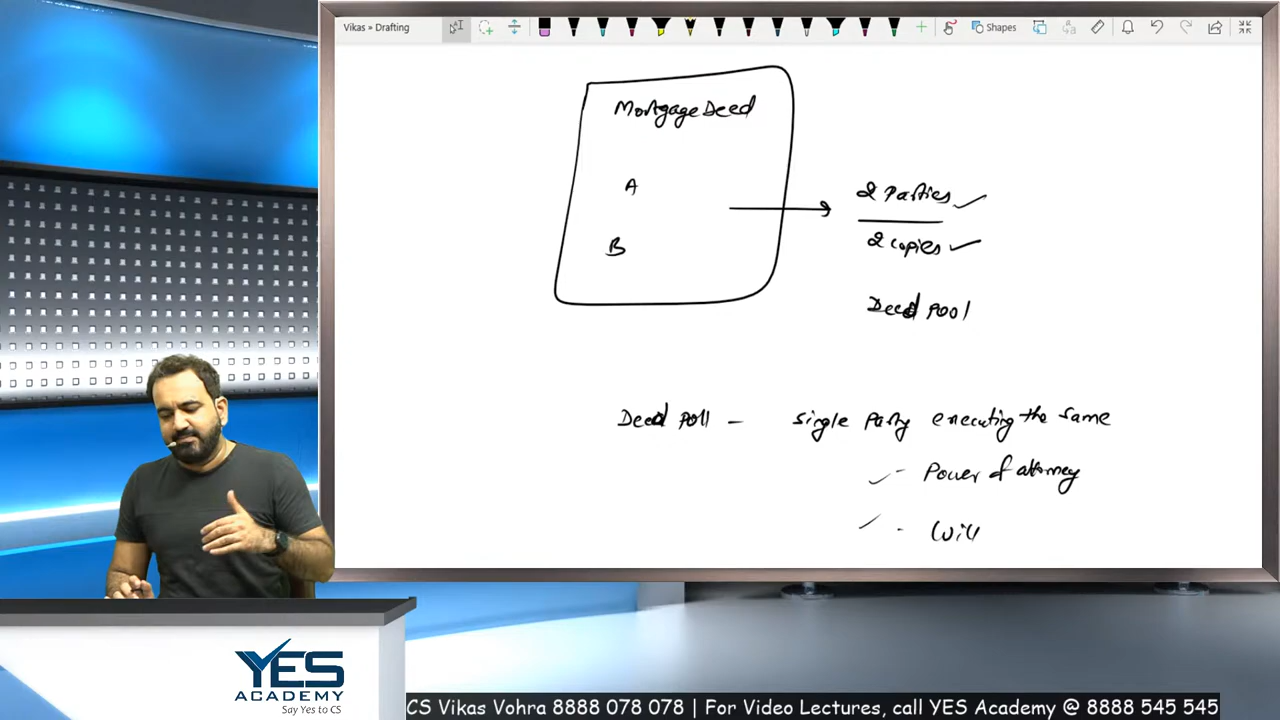 Vikas » Drafting
Shapes
Mortgage Deed
A
B
2 Parties
2 copies
Deed Pool
Deed Poll - Single Party executing the same
- Power of attorney
- Will
YES
ACADEMY
Say Yes to CS
CS Vikas Vohra 8888 078 078 | For Video Lectures, call YES Academy @ 8888 545 545